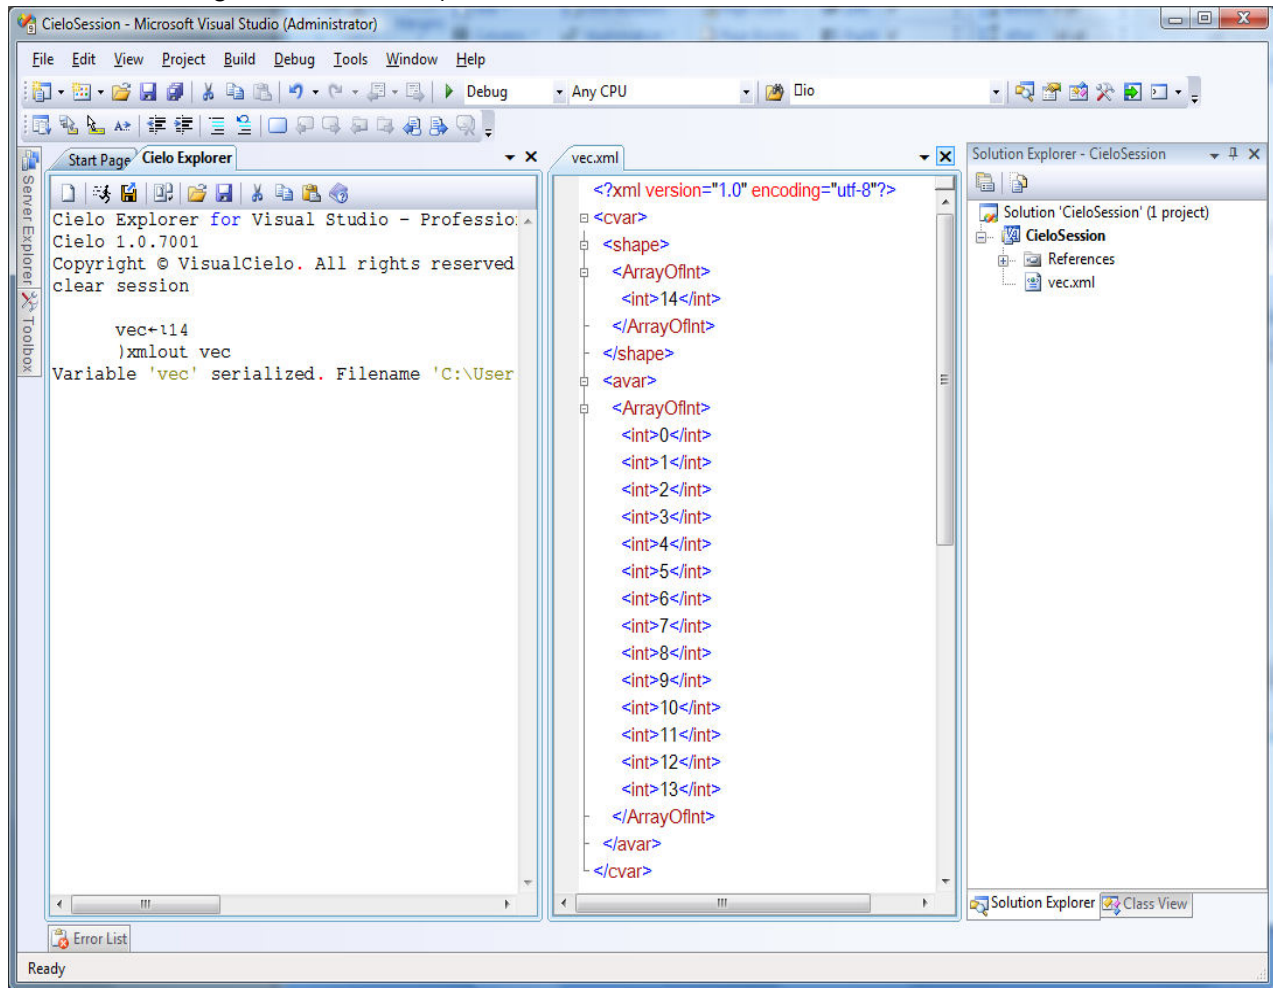 CieloSession - Microsoft Visual Studio (Administrator)
File Edit View Project Build Debug Tools Window Help
Debug Any CPU ⎕io
Server Explorer
Toolbox
Start Page Cielo Explorer
Cielo Explorer for Visual Studio - Professio
Cielo 1.0.7001
Copyright © VisualCielo. All rights reserved
clear session
vec←⍳14
)xmlout vec
Variable 'vec' serialized. Filename 'C:\User
vec.xml
<?xml version="1.0" encoding="utf-8"?>
<cvar>
<shape>
<ArrayOfInt>
<int>14</int>
</ArrayOfInt>
</shape>
<avar>
<ArrayOfInt>
<int>0</int>
<int>1</int>
<int>2</int>
<int>3</int>
<int>4</int>
<int>5</int>
<int>6</int>
<int>7</int>
<int>8</int>
<int>9</int>
<int>10</int>
<int>11</int>
<int>12</int>
<int>13</int>
</ArrayOfInt>
</avar>
</cvar>
Solution Explorer - CieloSession
Solution 'CieloSession' (1 project)
CieloSession
References
vec.xml
Solution Explorer Class View
Error List
Ready